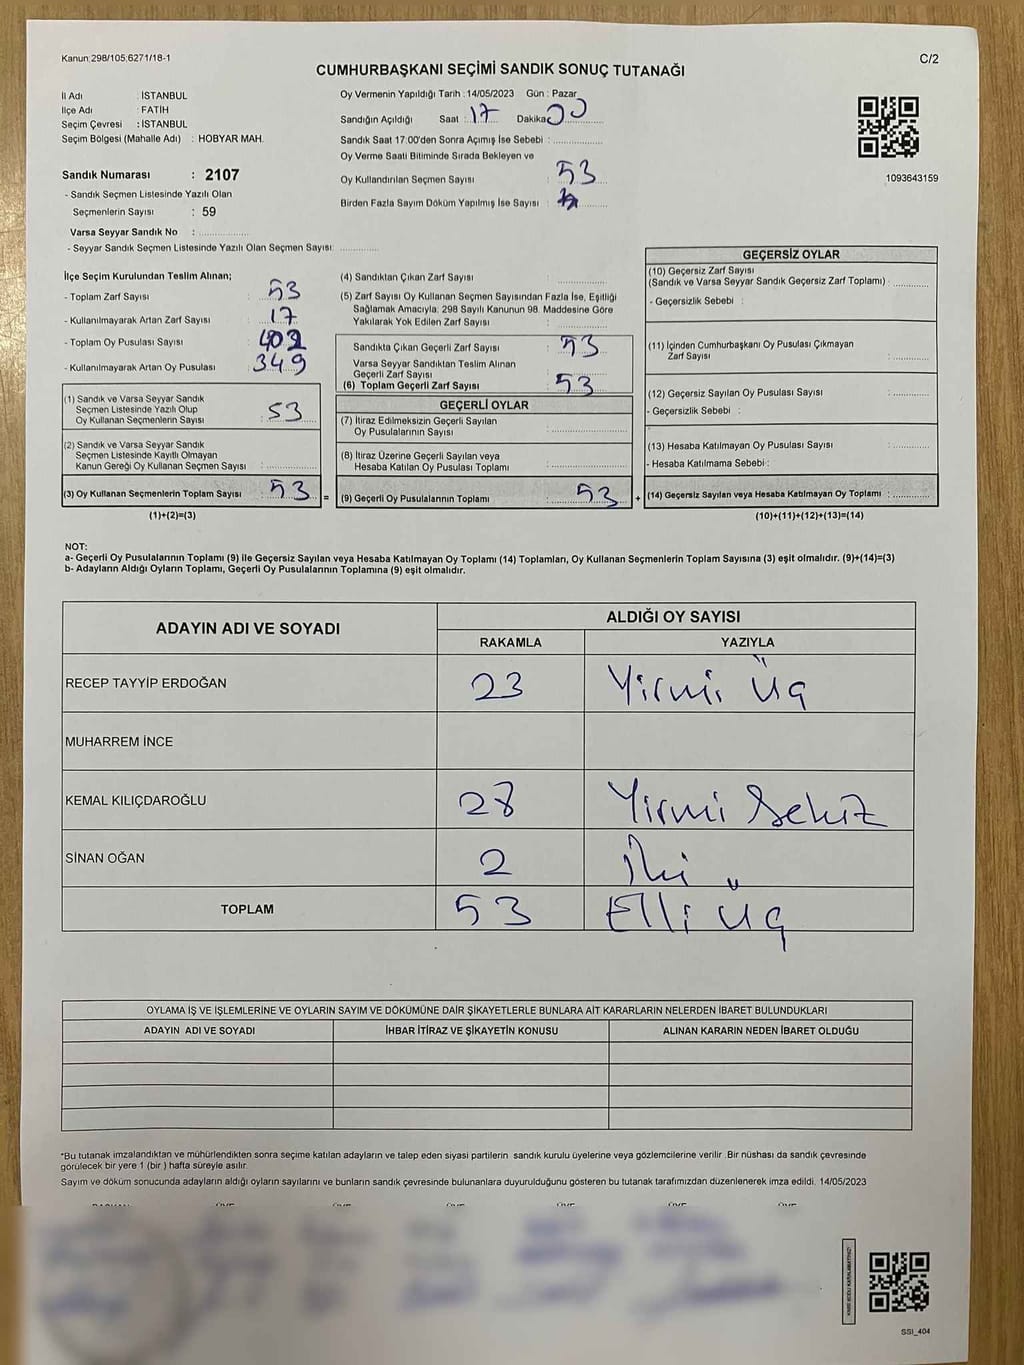 Kanun:298/105;6271/18-1
C/2
CUMHURBAŞKANI SEÇİMİ SANDIK SONUÇ TUTANAĞI
İl Adı : İSTANBUL
İlçe Adı : FATİH
Seçim Çevresi : İSTANBUL
Seçim Bölgesi (Mahalle Adı) : HOBYAR MAH.
Sandık Numarası : 2107
- Sandık Seçmen Listesinde Yazılı Olan
Seçmenlerin Sayısı : 59
Varsa Seyyar Sandık No : ..............
- Seyyar Sandık Seçmen Listesinde Yazılı Olan Seçmen Sayısı: ............
Oy Vermenin Yapıldığı Tarih : 14/05/2023 Gün : Pazar
Sandığın Açıldığı Saat : 17 Dakika 00
Sandık Saat 17:00'den Sonra Açımış İse Sebebi : ..............
Oy Verme Saati Bitiminde Sırada Bekleyen ve
Oy Kullandırılan Seçmen Sayısı : 53
Birden Fazla Sayım Döküm Yapılmış İse Sayısı :
1093643159
İlçe Seçim Kurulundan Teslim Alınan;
- Toplam Zarf Sayısı : 53
- Kullanılmayarak Artan Zarf Sayısı : 17
- Toplam Oy Pusulası Sayısı : 402
- Kullanılmayarak Artan Oy Pusulası : 349
(1) Sandık ve Varsa Seyyar Sandık
Seçmen Listesinde Yazılı Olup
Oy Kullanan Seçmenlerin Sayısı : 53
(2) Sandık ve Varsa Seyyar Sandık
Seçmen Listesinde Kayıtlı Olmayan
Kanun Gereği Oy Kullanan Seçmen Sayısı : ..............
(3) Oy Kullanan Seçmenlerin Toplam Sayısı : 53
(1)+(2)=(3)
=
(4) Sandıktan Çıkan Zarf Sayısı : ..............
(5) Zarf Sayısı Oy Kullanan Seçmen Sayısından Fazla İse, Eşitliği
Sağlamak Amacıyla; 298 Sayılı Kanunun 98. Maddesine Göre
Yakılarak Yok Edilen Zarf Sayısı : ..............
Sandıkta Çıkan Geçerli Zarf Sayısı : 53
Varsa Seyyar Sandıktan Teslim Alınan
Geçerli Zarf Sayısı
(6) Toplam Geçerli Zarf Sayısı : 53
GEÇERLİ OYLAR
(7) İtiraz Edilmeksizin Geçerli Sayılan
Oy Pusulalarının Sayısı : ..............
(8) İtiraz Üzerine Geçerli Sayılan veya
Hesaba Katılan Oy Pusulası Toplamı : ..............
(9) Geçerli Oy Pusulalarının Toplamı : 53
+
GEÇERSİZ OYLAR
(10) Geçersiz Zarf Sayısı
(Sandık ve Varsa Seyyar Sandık Geçersiz Zarf Toplamı) : ............
- Geçersizlik Sebebi :
(11) İçinden Cumhurbaşkanı Oy Pusulası Çıkmayan
Zarf Sayısı : ............
(12) Geçersiz Sayılan Oy Pusulası Sayısı : ............
- Geçersizlik Sebebi :
(13) Hesaba Katılmayan Oy Pusulası Sayısı : ............
- Hesaba Katılmama Sebebi :
(14) Geçersiz Sayılan veya Hesaba Katılmayan Oy Toplamı : ............
(10)+(11)+(12)+(13)=(14)
NOT:
a- Geçerli Oy Pusulalarının Toplamı (9) ile Geçersiz Sayılan veya Hesaba Katılmayan Oy Toplamı (14) Toplamları, Oy Kullanan Seçmenlerin Toplam Sayısına (3) eşit olmalıdır. (9)+(14)=(3)
b- Adayların Aldığı Oyların Toplamı, Geçerli Oy Pusulalarının Toplamına (9) eşit olmalıdır.
ADAYIN ADI VE SOYADI
ALDIĞI OY SAYISI
RAKAMLA YAZIYLA
RECEP TAYYİP ERDOĞAN 23 Yirmi Üç
MUHARREM İNCE
KEMAL KILIÇDAROĞLU 28 Yirmi Sekiz
SİNAN OĞAN 2 İki
TOPLAM 53 Elli Üç
OYLAMA İŞ VE İŞLEMLERİNE VE OYLARIN SAYIM VE DÖKÜMÜNE DAİR ŞİKAYETLERLE BUNLARA AİT KARARLARIN NELERDEN İBARET BULUNDUKLARI
ADAYIN ADI VE SOYADI İHBAR İTİRAZ VE ŞİKAYETİN KONUSU ALINAN KARARIN NEDEN İBARET OLDUĞU
*Bu tutanak imzalandıktan ve mühürlendikten sonra seçime katılan adayların ve talep eden siyasi partilerin sandık kurulu üyelerine veya gözlemcilerine verilir. Bir nüshası da sandık çevresinde
görülecek bir yere 1 (bir) hafta süreyle asılır.
Sayım ve döküm sonucunda adayların aldığı oyların sayılarını ve bunların sandık çevresinde bulunanlara duyurulduğunu gösteren bu tutanak tarafımızdan düzenlenerek imza edildi. 14/05/2023
SSI_404